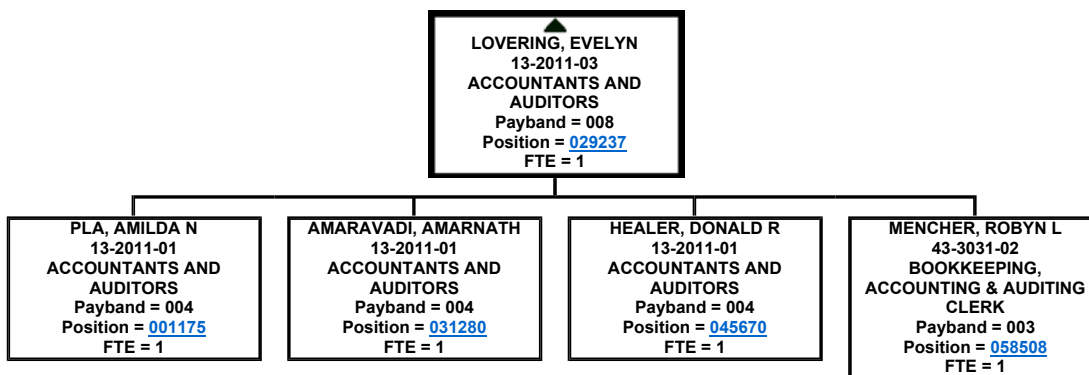 LOVERING, EVELYN
13-2011-03
ACCOUNTANTS AND
AUDITORS
Payband = 008
Position = 029237
FTE = 1
PLA, AMILDA N
13-2011-01
ACCOUNTANTS AND
AUDITORS
Payband = 004
Position = 001175
FTE = 1
AMARAVADI, AMARNATH
13-2011-01
ACCOUNTANTS AND
AUDITORS
Payband = 004
Position = 031280
FTE = 1
HEALER, DONALD R
13-2011-01
ACCOUNTANTS AND
AUDITORS
Payband = 004
Position = 045670
FTE = 1
MENCHER, ROBYN L
43-3031-02
BOOKKEEPING,
ACCOUNTING & AUDITING
CLERK
Payband = 003
Position = 058508
FTE = 1